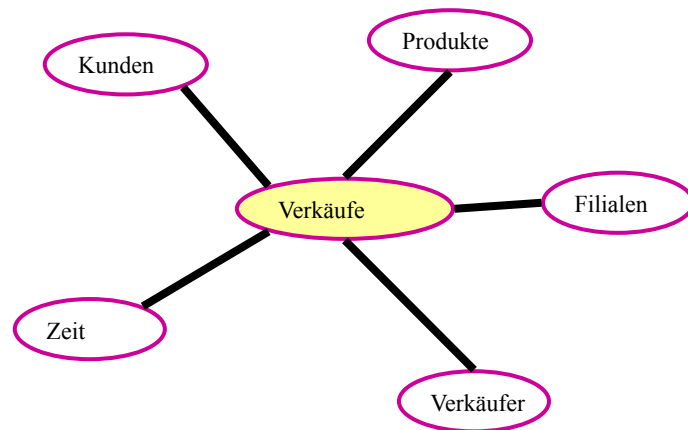 Produkte
Kunden
Verkäufe
Filialen
Zeit
Verkäufer